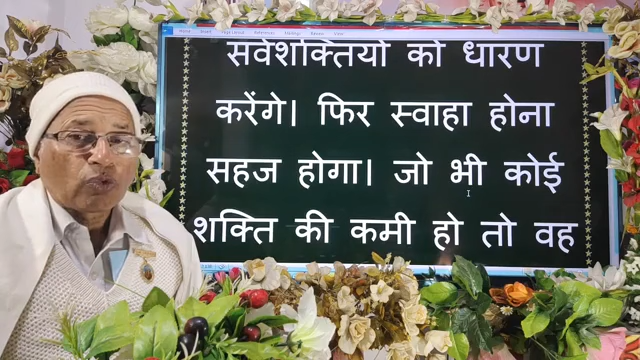 सर्वशक्तियों को धारण
करेंगे। फिर स्वाहा होना
सहज होगा। जो भी कोई
शक्ति की कमी हो तो वह